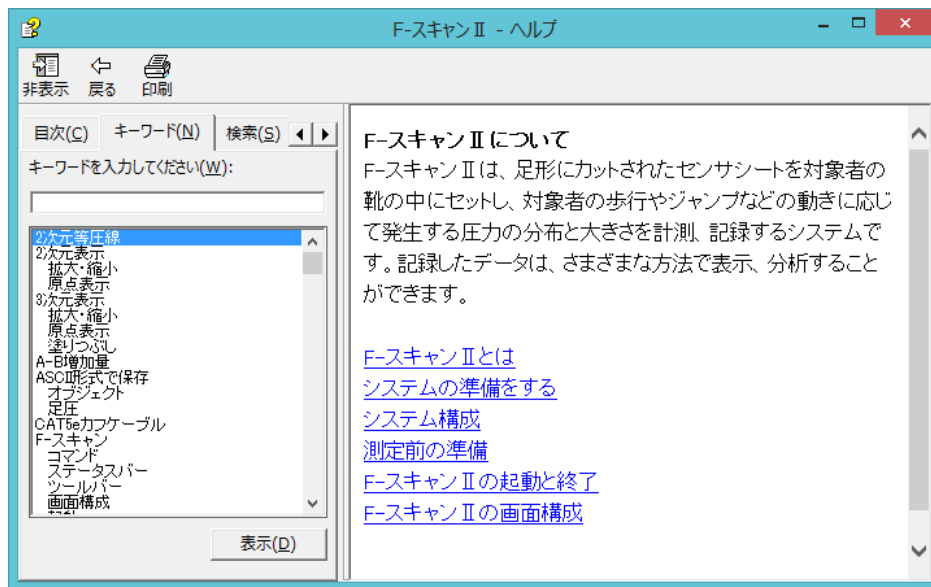 F-スキャンⅡ - ヘルプ
非表示 戻る 印刷
目次(C) キーワード(N) 検索(S)
キーワードを入力してください(W):
2次元等圧線
2次元表示
拡大・縮小
原点表示
3次元表示
拡大・縮小
原点表示
塗りつぶし
A-B増加量
ASCII形式で保存
オブジェクト
足圧
CAT5eカフケーブル
F-スキャン
コマンド
ステータスバー
ツールバー
画面構成
表示(D)
F-スキャンⅡについて
F-スキャンⅡは、足形にカットされたセンサシートを対象者の
靴の中にセットし、対象者の歩行やジャンプなどの動きに応じ
て発生する圧力の分布と大きさを計測、記録するシステムで
す。記録したデータは、さまざまな方法で表示、分析すること
ができます。
F-スキャンⅡとは
システムの準備をする
システム構成
測定前の準備
F-スキャンⅡの起動と終了
F-スキャンⅡの画面構成